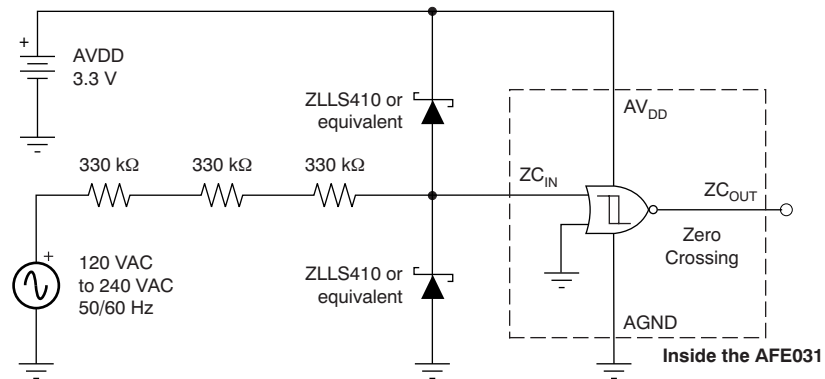 +
AVDD
3.3 V
ZLLS410 or
equivalent
AV_DD
330 kΩ
330 kΩ
330 kΩ
ZC_IN
ZC_OUT
Zero
Crossing
+
120 VAC
to 240 VAC
50/60 Hz
ZLLS410 or
equivalent
AGND
Inside the AFE031